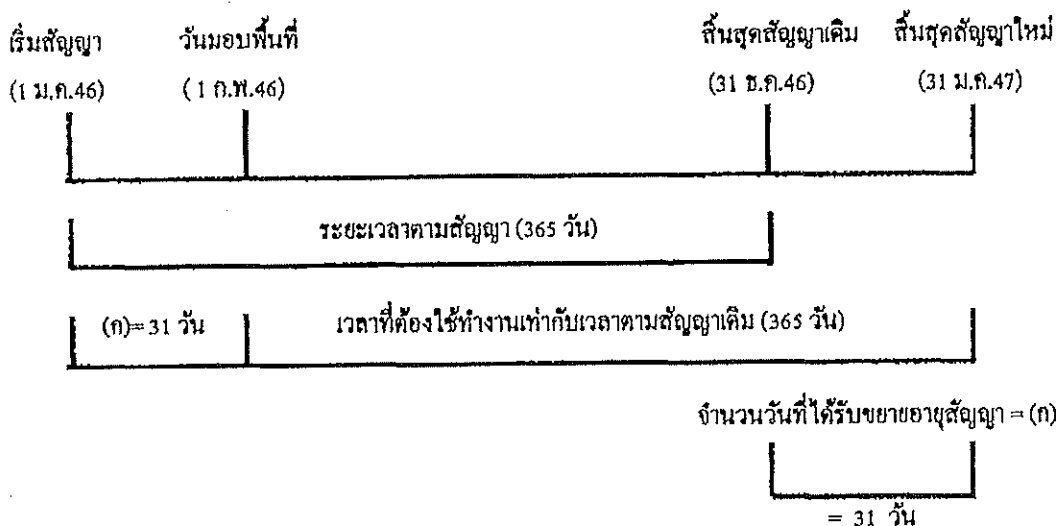 เริ่มสัญญา วันมอบพื้นที่ สิ้นสุดสัญญาเดิม สิ้นสุดสัญญาใหม่
(1 ม.ค.46) (1 ก.พ.46) (31 ธ.ค.46) (31 ม.ค.47)
ระยะเวลาตามสัญญา (365 วัน)
(ก)= 31 วัน เวลาที่ต้องใช้ทำงานเท่ากับเวลาตามสัญญาเดิม (365 วัน)
จำนวนวันที่ได้รับขยายอายุสัญญา = (ก)
= 31 วัน